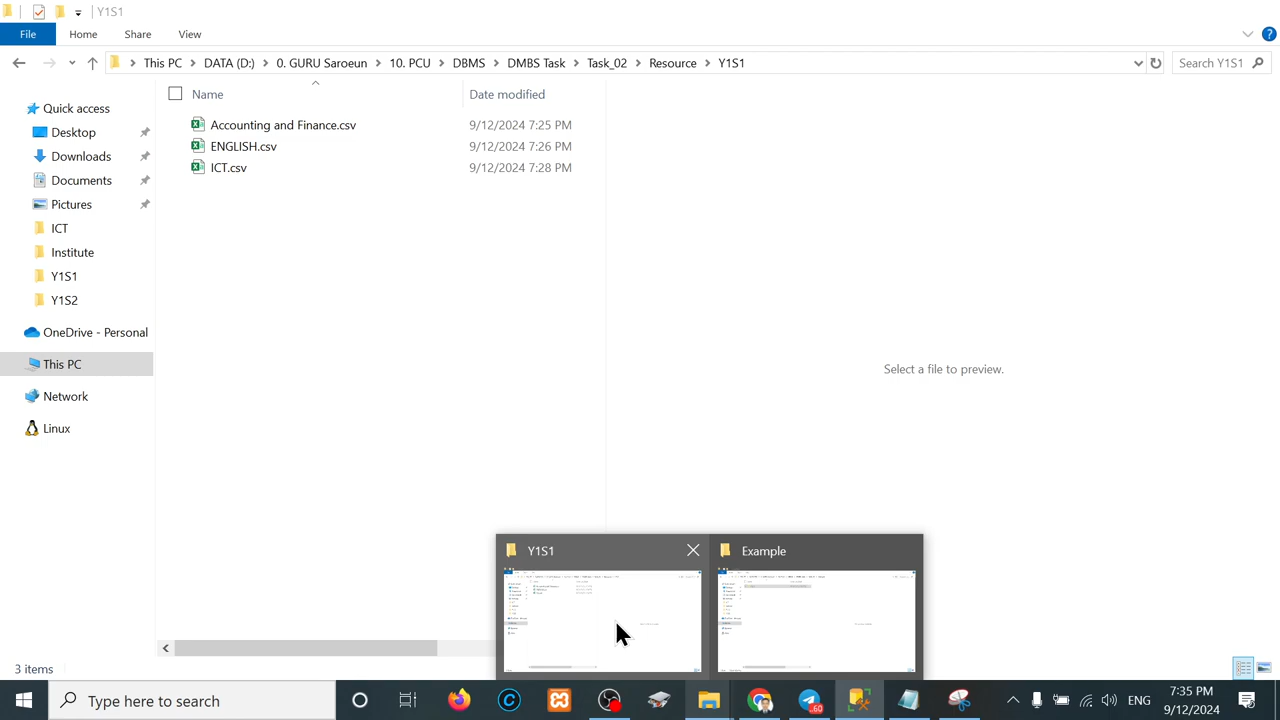 Y1S1
File Home Share View
This PC DATA (D:) 0. GURU Saroeun 10. PCU DBMS DMBS Task Task_02 Resource Y1S1
Search Y1S1
Name Date modified
Accounting and Finance.csv 9/12/2024 7:25 PM
ENGLISH.csv 9/12/2024 7:26 PM
ICT.csv 9/12/2024 7:28 PM
Quick access
Desktop
Downloads
Documents
Pictures
ICT
Institute
Y1S1
Y1S2
OneDrive - Personal
This PC
Network
Linux
Select a file to preview.
Y1S1
Example
3 items
Type here to search
.60
ENG
7:35 PM
9/12/2024